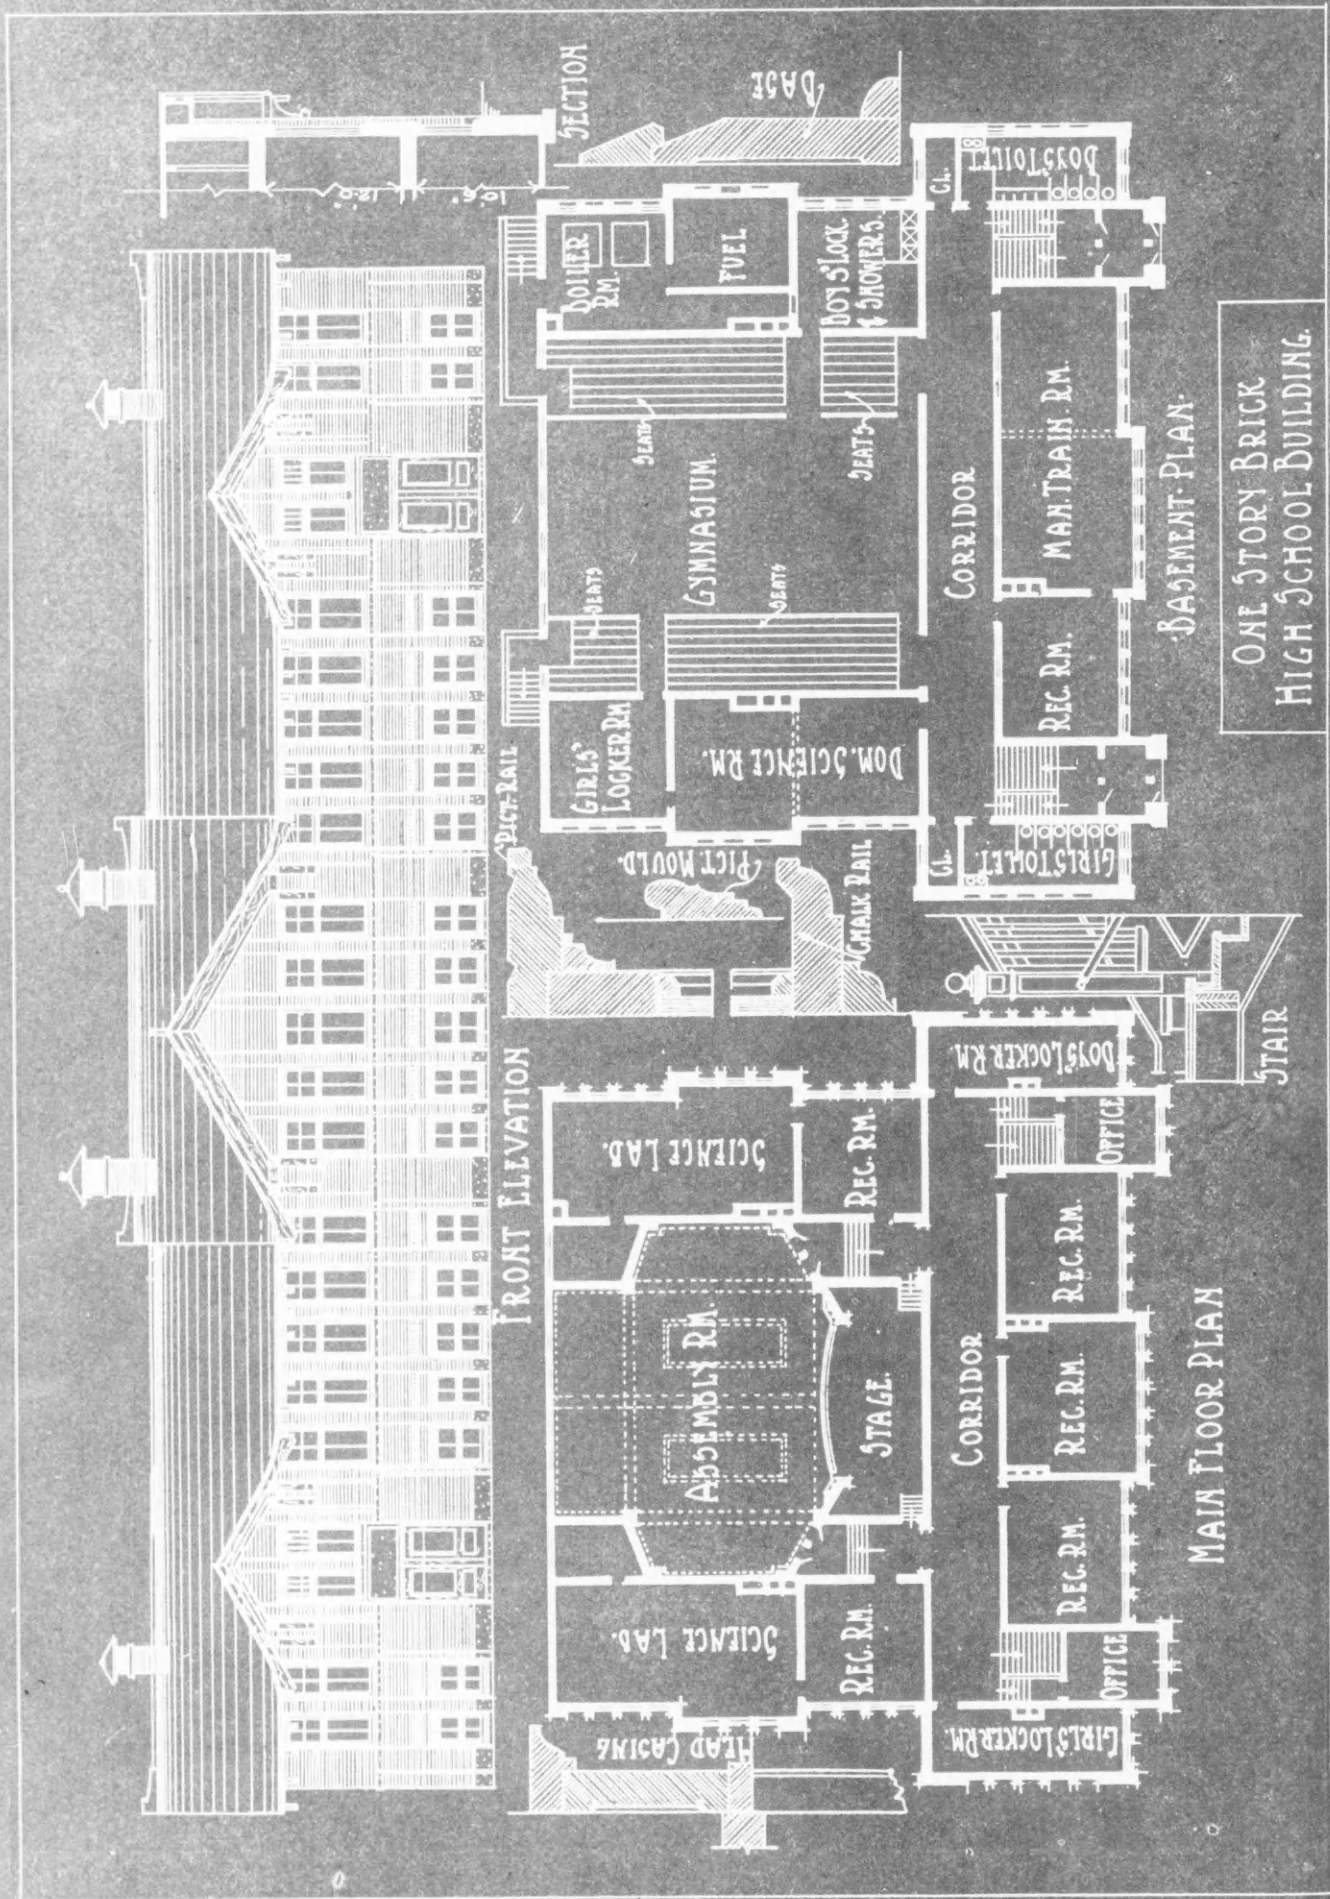 FRONT ELEVATION
SECTION
12'0"
10'6"
HEAD CASING
PICT. RAIL
PICT. MOULD.
CHALK RAIL
BASE
STAIR
SCIENCE LAB.
ASSEMBLY RM.
SCIENCE LAB.
REC. RM.
STAGE.
REC. RM.
CORRIDOR
GIRLS' LOCKER RM.
OFFICE
REC. RM.
REC. RM.
REC. RM.
OFFICE
BOYS' LOCKER RM.
MAIN FLOOR PLAN
GIRLS'
LOCKER RM
SEATS
SEATS
GYMNASIUM.
SEATS
SEATS
BOILER
RM.
FUEL
BOYS' LOCK.
& SHOWERS.
DOM. SCIENCE RM.
CORRIDOR
CL.
CL.
GIRLS' TOILET.
REC. RM.
MAN. TRAIN. RM.
BOYS' TOILET
BASEMENT · PLAN ·
ONE STORY BRICK
HIGH SCHOOL BUILDING.